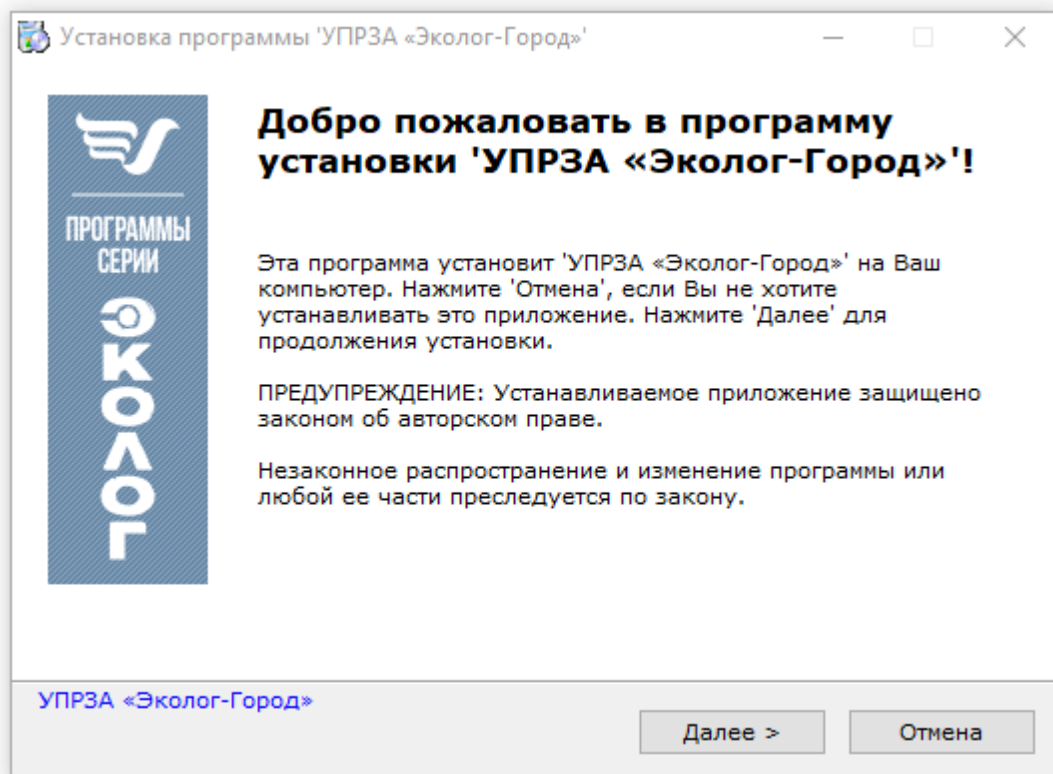 Установка программы 'УПРЗА «Эколог-Город»'
Добро пожаловать в программу
установки 'УПРЗА «Эколог-Город»'!
ПРОГРАММЫ
СЕРИИ
ЭКОЛОГ
Эта программа установит 'УПРЗА «Эколог-Город»' на Ваш
компьютер. Нажмите 'Отмена', если Вы не хотите
устанавливать это приложение. Нажмите 'Далее' для
продолжения установки.
ПРЕДУПРЕЖДЕНИЕ: Устанавливаемое приложение защищено
законом об авторском праве.
Незаконное распространение и изменение программы или
любой ее части преследуется по закону.
УПРЗА «Эколог-Город»
Далее >
Отмена